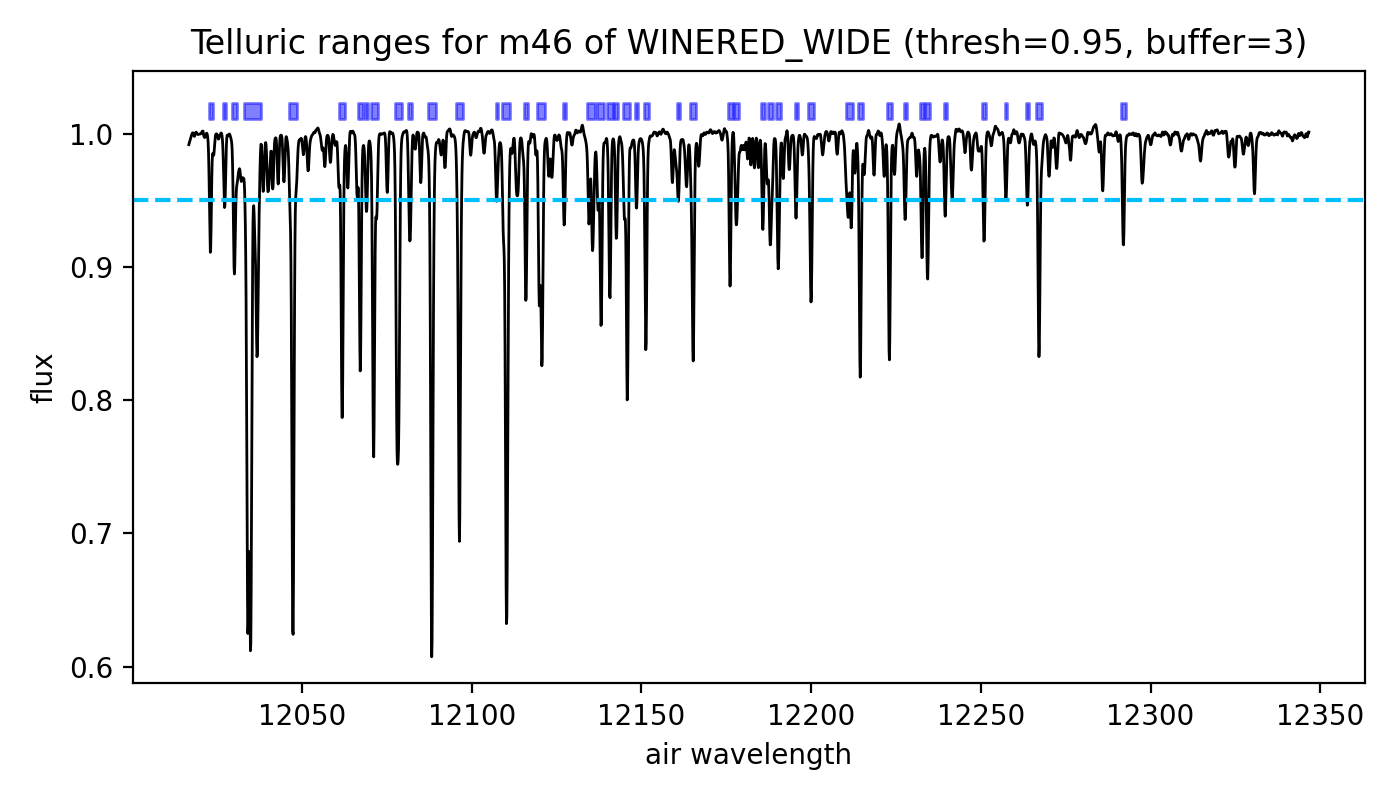 Telluric ranges for m46 of WINERED_WIDE (thresh=0.95, buffer=3)
1.0
0.9
0.8
0.7
0.6
flux
12050 12100 12150 12200 12250 12300 12350
air wavelength